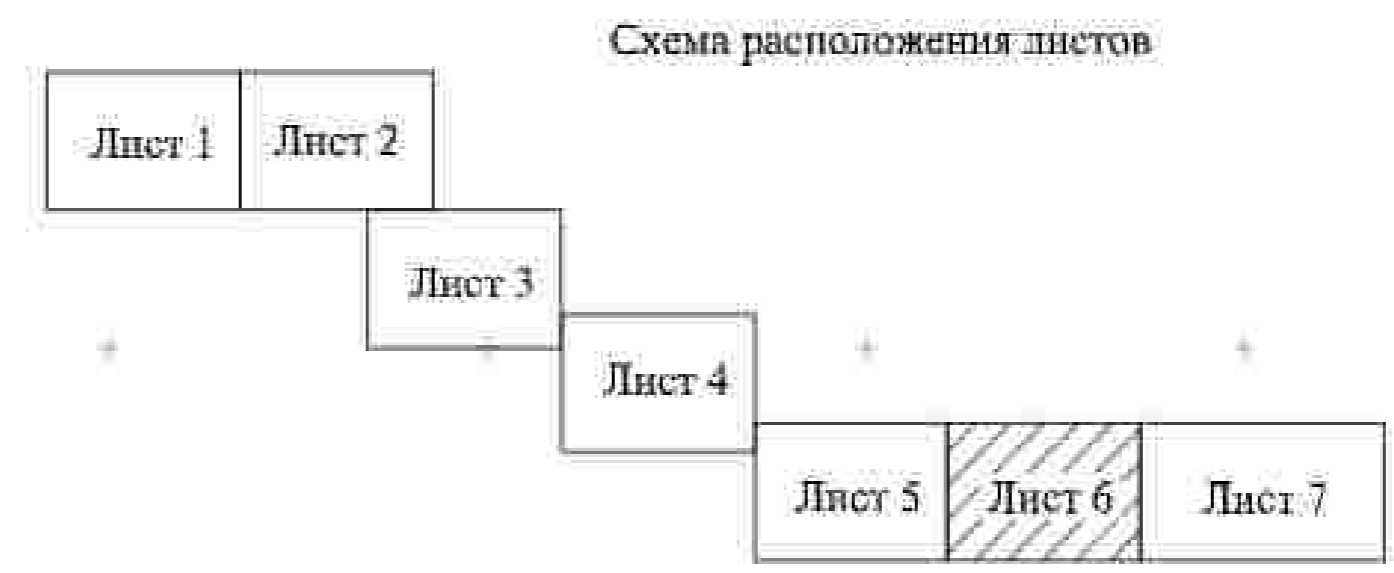 Схема расположения листов
Лист 1
Лист 2
Лист 3
Лист 4
Лист 5
Лист 6
Лист 7